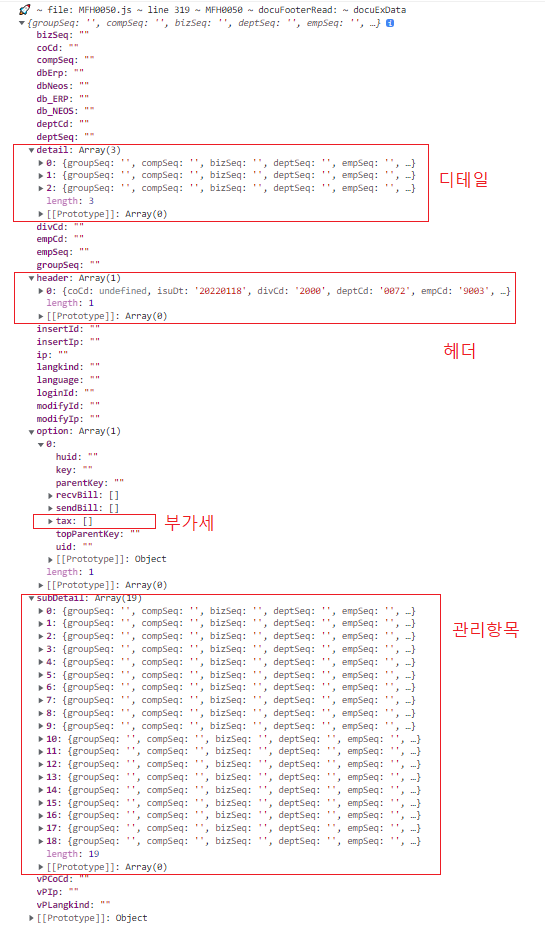 🚀 ~ file: MFH0050.js ~ line 319 ~ MFH0050 ~ docuFooterRead: ~ docuExData
▼{groupSeq: '', compSeq: '', bizSeq: '', deptSeq: '', empSeq: '', …} i
bizSeq: ""
coCd: ""
compSeq: ""
dbErp: ""
dbNeos: ""
db_ERP: ""
db_NEOS: ""
deptCd: ""
deptSeq: ""
▼detail: Array(3)
▶0: {groupSeq: '', compSeq: '', bizSeq: '', deptSeq: '', empSeq: '', …}
▶1: {groupSeq: '', compSeq: '', bizSeq: '', deptSeq: '', empSeq: '', …}
디테일
▶2: {groupSeq: '', compSeq: '', bizSeq: '', deptSeq: '', empSeq: '', …}
length: 3
▶[[Prototype]]: Array(0)
divCd: ""
empCd: ""
empSeq: ""
groupSeq: ""
▼header: Array(1)
▶0: {coCd: undefined, isuDt: '20220118', divCd: '2000', deptCd: '0072', empCd: '9003', …}
length: 1
▶[[Prototype]]: Array(0)
insertId: ""
insertIp: ""
헤더
ip: ""
langkind: ""
language: ""
loginId: ""
modifyId: ""
modifyIp: ""
▼option: Array(1)
▼0:
huid: ""
key: ""
parentKey: ""
▶recvBill: []
▶sendBill: []
▶tax: []
부가세
topParentKey: ""
uid: ""
▶[[Prototype]]: Object
length: 1
▶[[Prototype]]: Array(0)
▼subDetail: Array(19)
▶0: {groupSeq: '', compSeq: '', bizSeq: '', deptSeq: '', empSeq: '', …}
▶1: {groupSeq: '', compSeq: '', bizSeq: '', deptSeq: '', empSeq: '', …}
관리항목
▶2: {groupSeq: '', compSeq: '', bizSeq: '', deptSeq: '', empSeq: '', …}
▶3: {groupSeq: '', compSeq: '', bizSeq: '', deptSeq: '', empSeq: '', …}
▶4: {groupSeq: '', compSeq: '', bizSeq: '', deptSeq: '', empSeq: '', …}
▶5: {groupSeq: '', compSeq: '', bizSeq: '', deptSeq: '', empSeq: '', …}
▶6: {groupSeq: '', compSeq: '', bizSeq: '', deptSeq: '', empSeq: '', …}
▶7: {groupSeq: '', compSeq: '', bizSeq: '', deptSeq: '', empSeq: '', …}
▶8: {groupSeq: '', compSeq: '', bizSeq: '', deptSeq: '', empSeq: '', …}
▶9: {groupSeq: '', compSeq: '', bizSeq: '', deptSeq: '', empSeq: '', …}
▶10: {groupSeq: '', compSeq: '', bizSeq: '', deptSeq: '', empSeq: '', …}
▶11: {groupSeq: '', compSeq: '', bizSeq: '', deptSeq: '', empSeq: '', …}
▶12: {groupSeq: '', compSeq: '', bizSeq: '', deptSeq: '', empSeq: '', …}
▶13: {groupSeq: '', compSeq: '', bizSeq: '', deptSeq: '', empSeq: '', …}
▶14: {groupSeq: '', compSeq: '', bizSeq: '', deptSeq: '', empSeq: '', …}
▶15: {groupSeq: '', compSeq: '', bizSeq: '', deptSeq: '', empSeq: '', …}
▶16: {groupSeq: '', compSeq: '', bizSeq: '', deptSeq: '', empSeq: '', …}
▶17: {groupSeq: '', compSeq: '', bizSeq: '', deptSeq: '', empSeq: '', …}
▶18: {groupSeq: '', compSeq: '', bizSeq: '', deptSeq: '', empSeq: '', …}
length: 19
▶[[Prototype]]: Array(0)
vPCoCd: ""
vPIp: ""
vPLangkind: ""
▶[[Prototype]]: Object